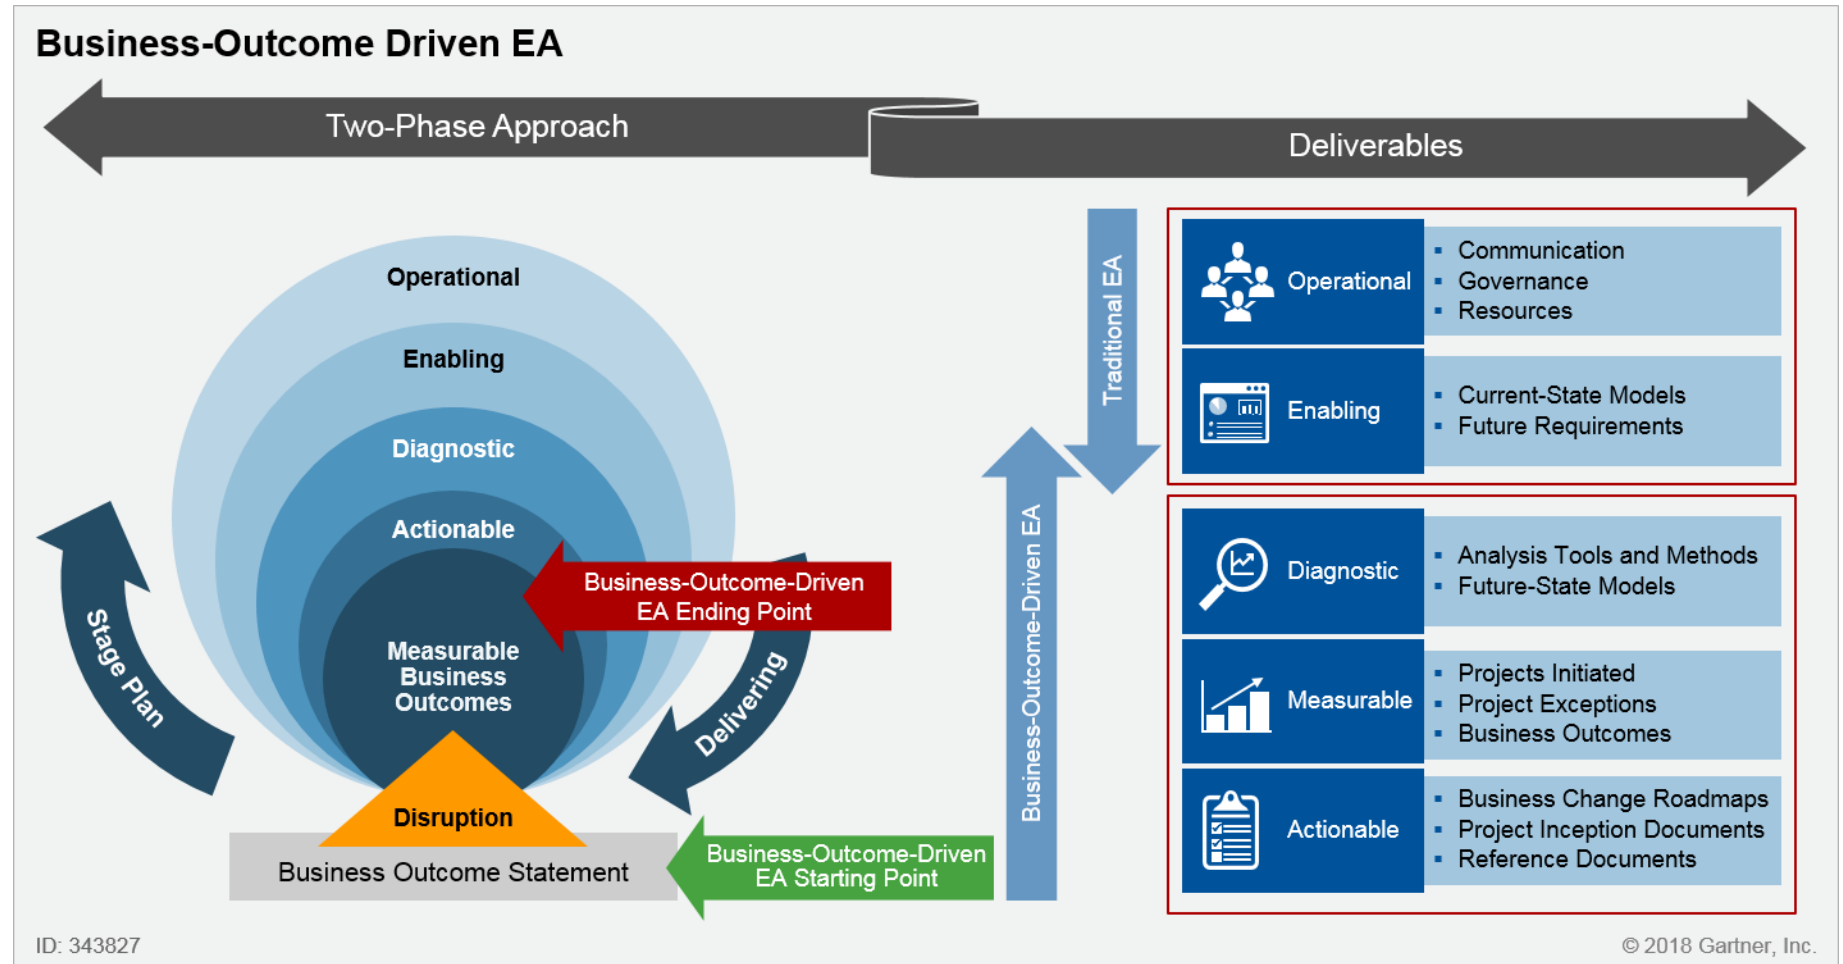 Business-Outcome Driven EA
Two-Phase Approach
Deliverables
Operational
Enabling
Diagnostic
Actionable
Measurable
Business
Outcomes
Disruption
Business Outcome Statement
Stage Plan
Delivering
Business-Outcome-Driven
EA Ending Point
Business-Outcome-Driven
EA Starting Point
Business-Outcome-Driven EA
Traditional EA
Operational
▪ Communication
▪ Governance
▪ Resources
Enabling
▪ Current-State Models
▪ Future Requirements
Diagnostic
▪ Analysis Tools and Methods
▪ Future-State Models
Measurable
▪ Projects Initiated
▪ Project Exceptions
▪ Business Outcomes
Actionable
▪ Business Change Roadmaps
▪ Project Inception Documents
▪ Reference Documents
ID: 343827
© 2018 Gartner, Inc.